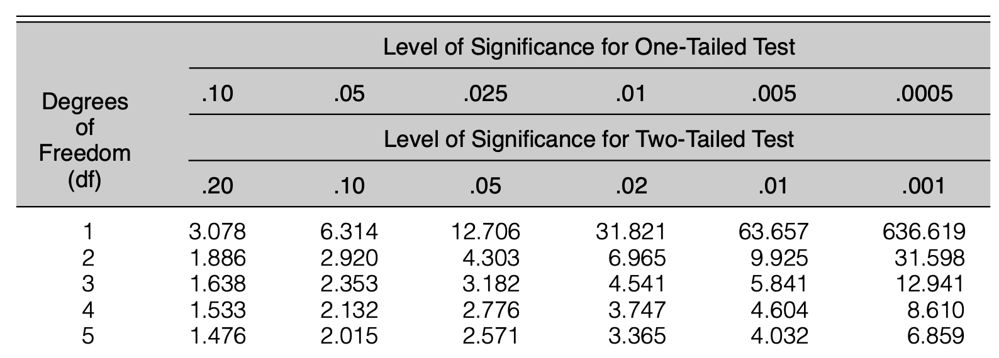 Level of Significance for One-Tailed Test
Degrees of Freedom (df)
.10 .05 .025 .01 .005 .0005
Level of Significance for Two-Tailed Test
.20 .10 .05 .02 .01 .001
1 3.078 6.314 12.706 31.821 63.657 636.619
2 1.886 2.920 4.303 6.965 9.925 31.598
3 1.638 2.353 3.182 4.541 5.841 12.941
4 1.533 2.132 2.776 3.747 4.604 8.610
5 1.476 2.015 2.571 3.365 4.032 6.859